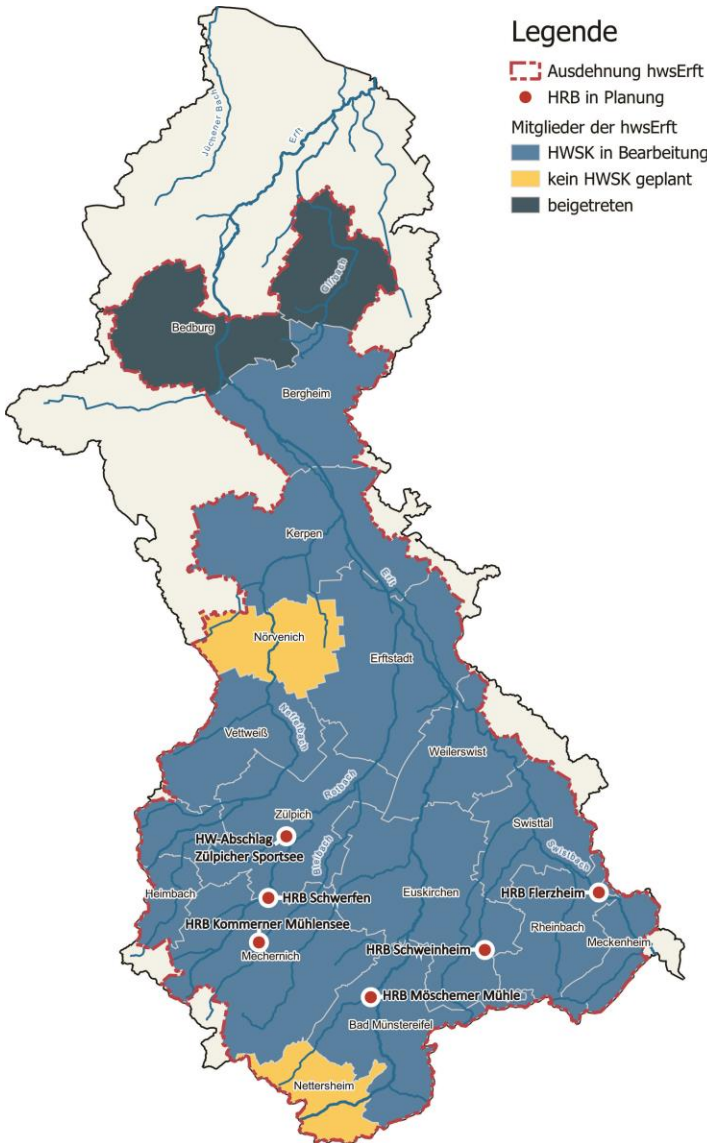 Legende
Ausdehnung hwsErft
HRB in Planung
Mitglieder der hwsErft
HWSK in Bearbeitung
kein HWSK geplant
beigetreten
Jüchener Bach
Erft
Gillbach
Bedburg
Bergheim
Kerpen
Erft
Nörvenich
Erftstadt
Neffelbach
Vettweiß
Weilerswist
Rotbach
Zülpich
Swisttal
HW-Abschlag
Zülpicher Sportsee
Bleibach
Swistbach
Heimbach
HRB Schwerfen
Euskirchen
HRB Flerzheim
HRB Kommerner Mühlensee
Rheinbach
Meckenheim
Mechernich
HRB Schweinheim
HRB Möschemer Mühle
Bad Münstereifel
Nettersheim